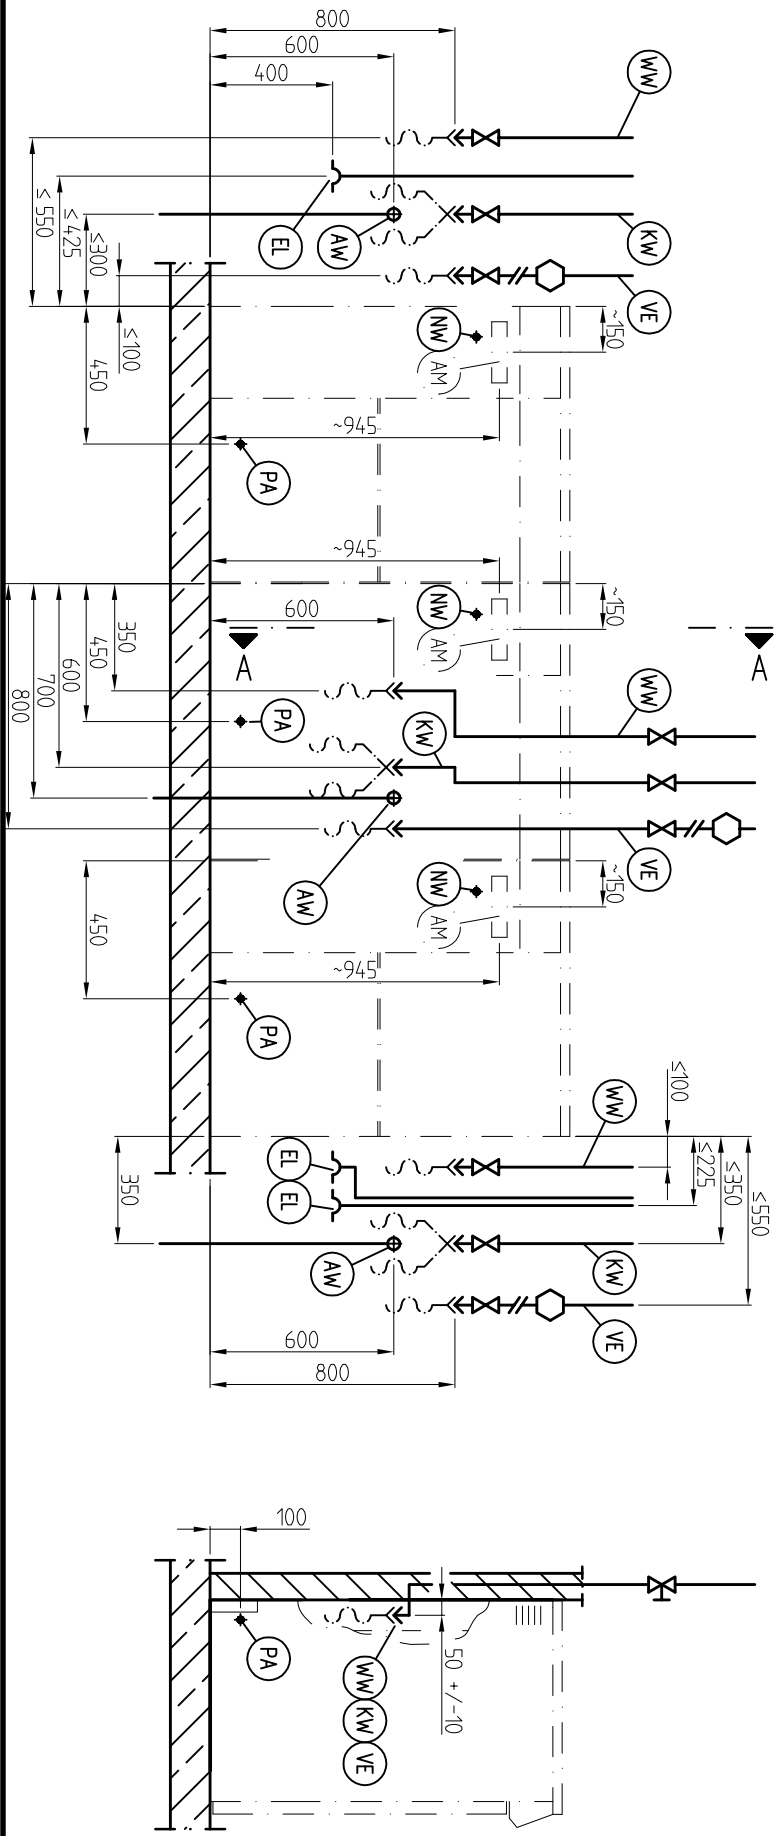 800
600
400
WW
KW
VE
EL
AW
≤ 550
≤ 425
≤300
≤100
450
NW
AM
~150
~945
PA
~945
NW
AM
~150
600
A
A
350
450
600
700
800
PA
KW
WW
AW
VE
NW
AM
~150
450
~945
PA
WW
≤100
≤225
≤350
≤550
EL
EL
AW
KW
VE
350
600
800
100
PA
50 +/-10
WW
KW
VE